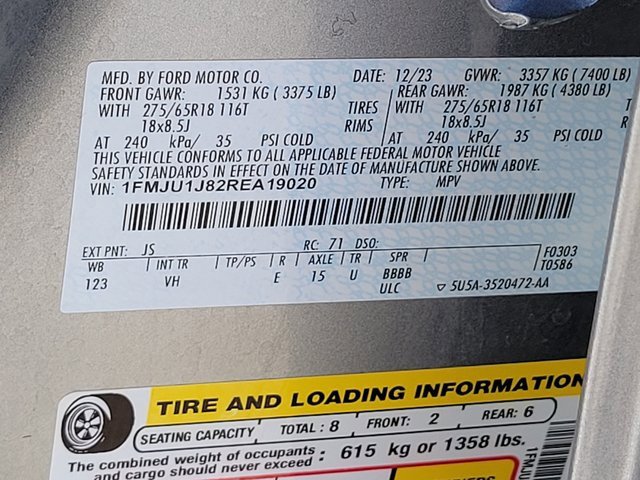 MFD. BY FORD MOTOR CO. DATE: 12/23 GVWR: 3357 KG (7400 LB)
FRONT GAWR: 1531 KG (3375 LB) REAR GAWR: 1987 KG (4380 LB)
WITH 275/65R18 116T TIRES WITH 275/65R18 116T TIRES
18x8.5J RIMS 18x8.5J
AT 240 kPa/ 35 PSI COLD AT 240 kPa/ 35 PSI COLD
THIS VEHICLE CONFORMS TO ALL APPLICABLE FEDERAL MOTOR VEHICLE
SAFETY STANDARDS IN EFFECT ON THE DATE OF MANUFACTURE SHOWN ABOVE.
VIN: 1FMJU1J82REA19020 TYPE: MPV
EXT PNT: JS RC: 71 DSO: F0303
WB INT TR TP/PS R AXLE TR SPR T0586
123 VH E 15 U BBBB
ULC ▽ 5U5A-3520472-AA
TIRE AND LOADING INFORMATION
SEATING CAPACITY TOTAL: 8 FRONT: 2 REAR: 6
The combined weight of occupants and cargo should never exceed : 615 kg or 1358 lbs.
1FMJU